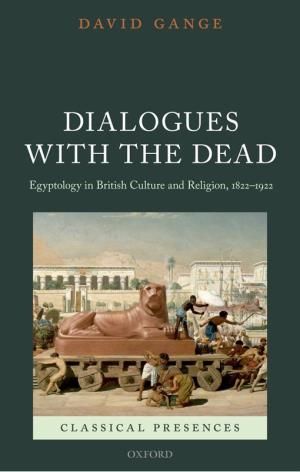 DAVID GANGE
DIALOGUES
WITH THE DEAD
Egyptology in British Culture and Religion, 1822–1922
CLASSICAL PRESENCES
OXFORD